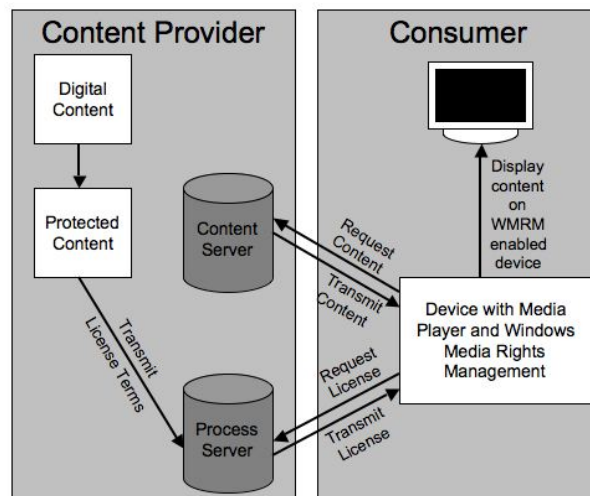 Content Provider
Digital
Content
Protected
Content
Transmit
License Terms
Content
Server
Process
Server
Consumer
Display
content
on
WMRM
enabled
device
Request
Content
Transmit
Content
Device with Media
Player and Windows
Media Rights
Management
Request
License
Transmit
License